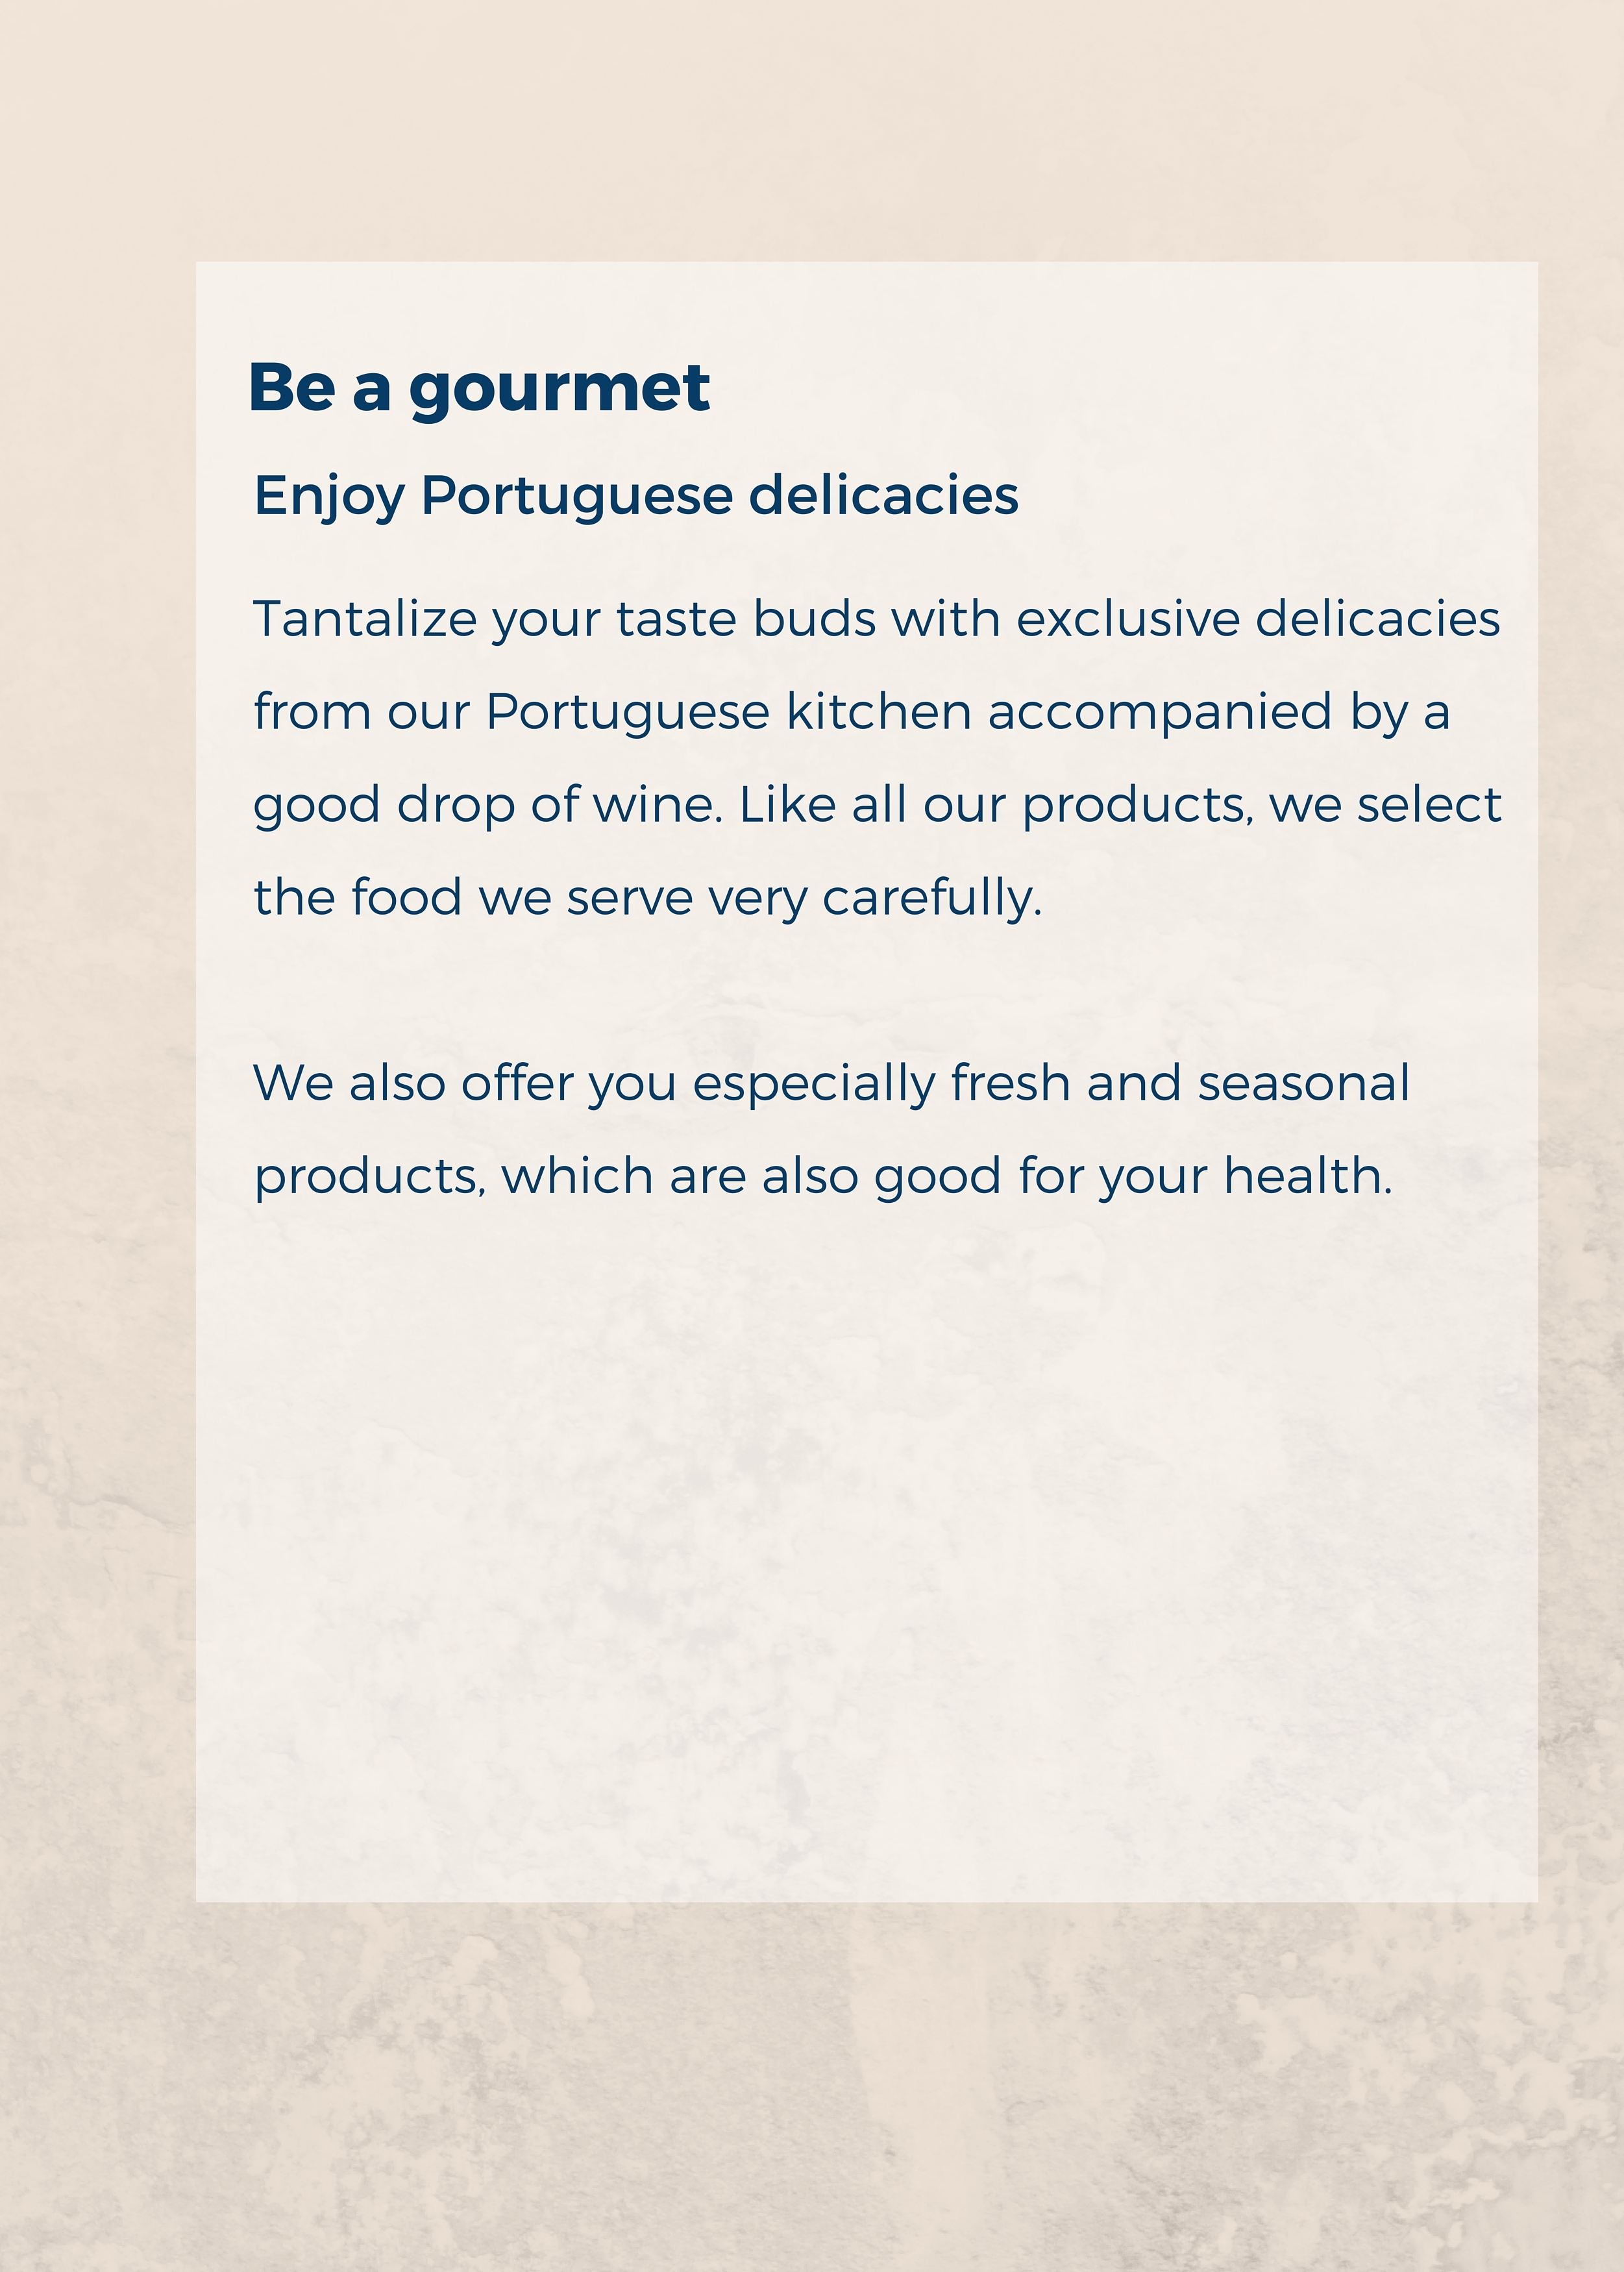 Be a gourmet
Enjoy Portuguese delicacies
Tantalize your taste buds with exclusive delicacies
from our Portuguese kitchen accompanied by a
good drop of wine. Like all our products, we select
the food we serve very carefully.
We also offer you especially fresh and seasonal
products, which are also good for your health.